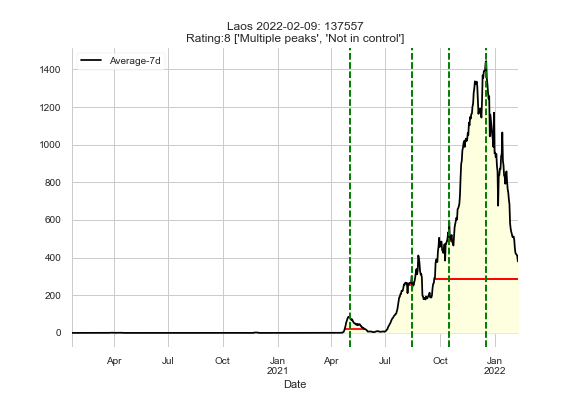 Laos 2022-02-09: 137557
Rating:8 ['Multiple peaks', 'Not in control']
Average-7d
1400
1200
1000
800
600
400
200
0
Apr Jul Oct Jan Apr Jul Oct Jan
2021 2022
Date